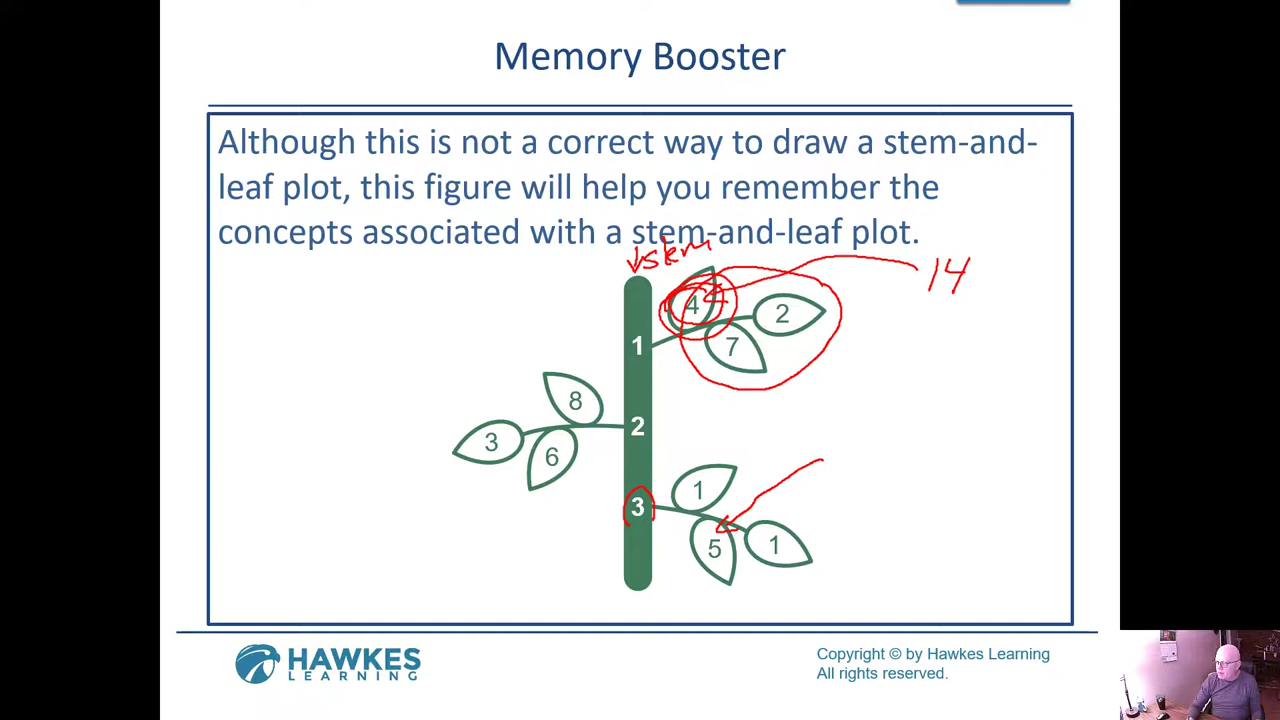 Memory Booster
Although this is not a correct way to draw a stem-and-
leaf plot, this figure will help you remember the
concepts associated with a stem-and-leaf plot.
stem
14
4
2
1
7
8
2
3
6
3
1
5
1
HAWKES
LEARNING
Copyright © by Hawkes Learning
All rights reserved.